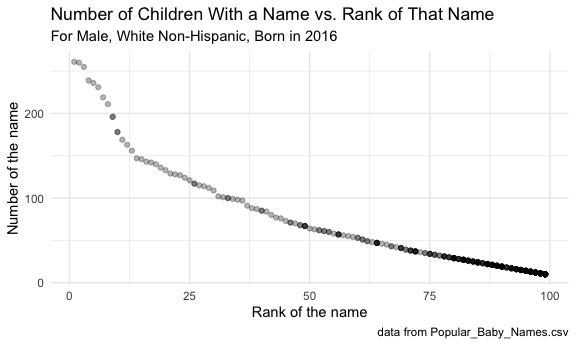 Number of Children With a Name vs. Rank of That Name
For Male, White Non-Hispanic, Born in 2016
Number of the name
200
100
0
0
25
50
75
100
Rank of the name
data from Popular_Baby_Names.csv